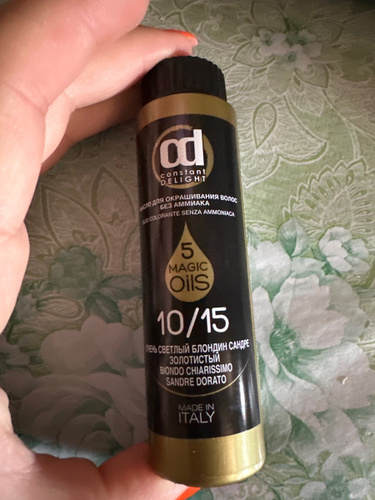 cd
constant
DELIGHT
МАСЛО ДЛЯ ОКРАШИВАНИЯ ВОЛОС
БЕЗ АММИАКА
OLIO COLORANTE SENZA AMMONIACA
5
MAGIC
OilS
10/15
СВЕТЛЫЙ БЛОНДИН САНДРЕ
ЗОЛОТИСТЫЙ
BIONDO CHIARISSIMO
SANDRE DORATO
MADE IN
ITALY